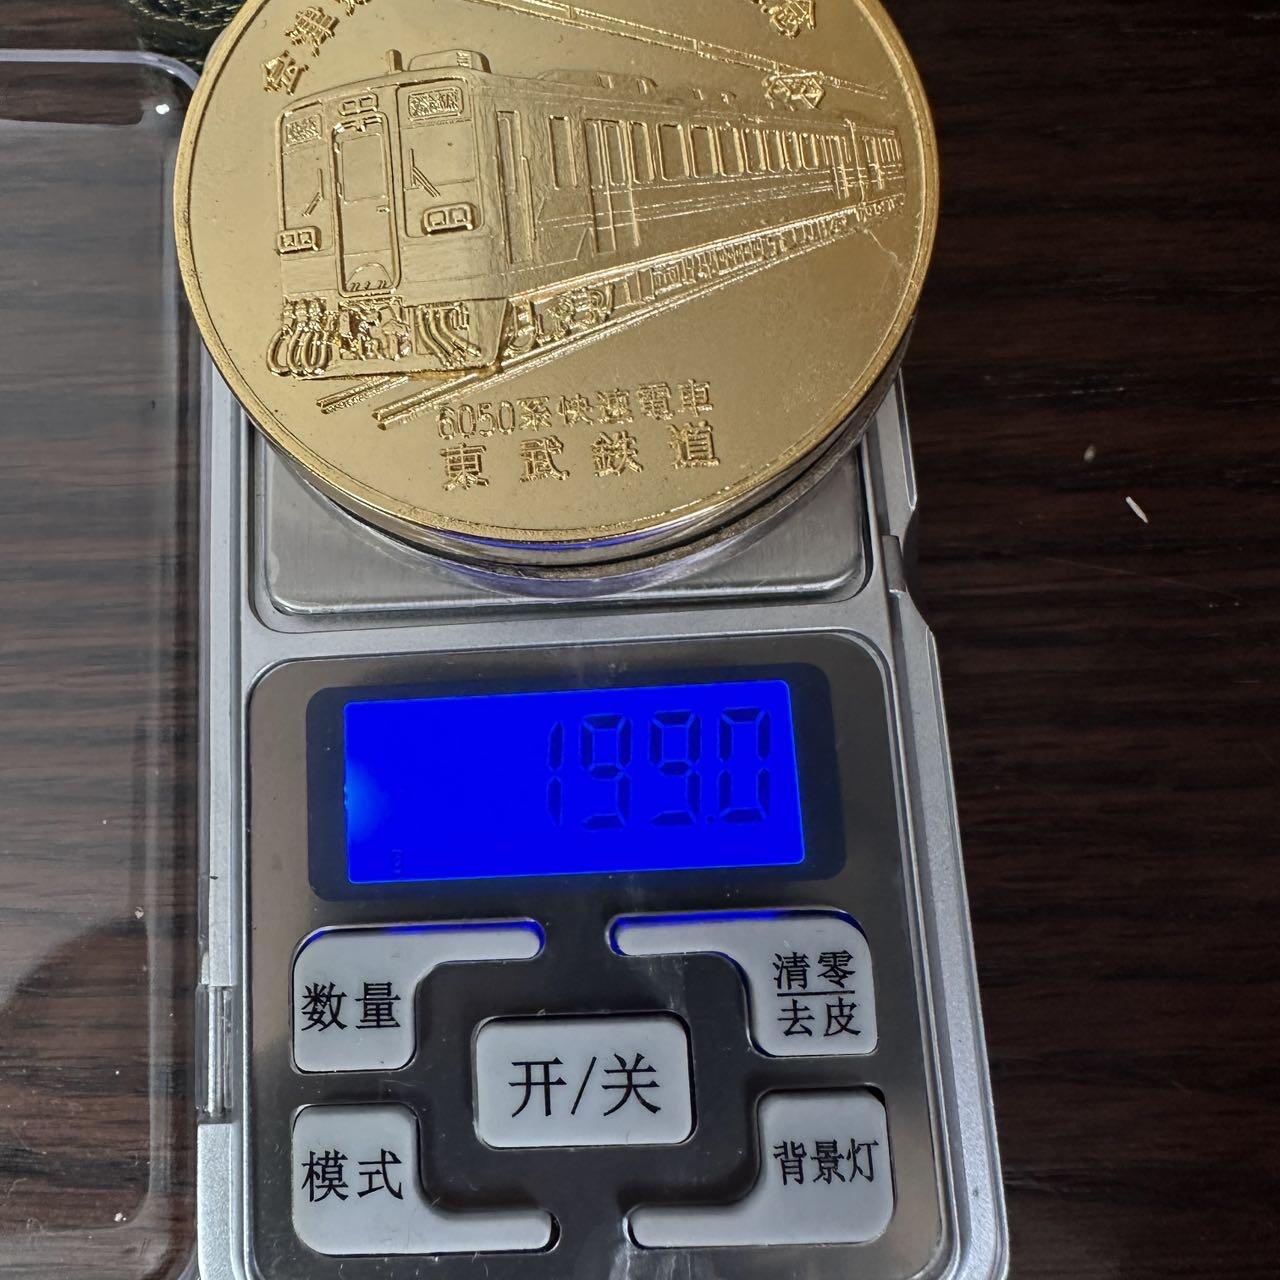 6050系快速電車
東武鉄道
199.0
数量
清零
去皮
开/关
模式
背景灯